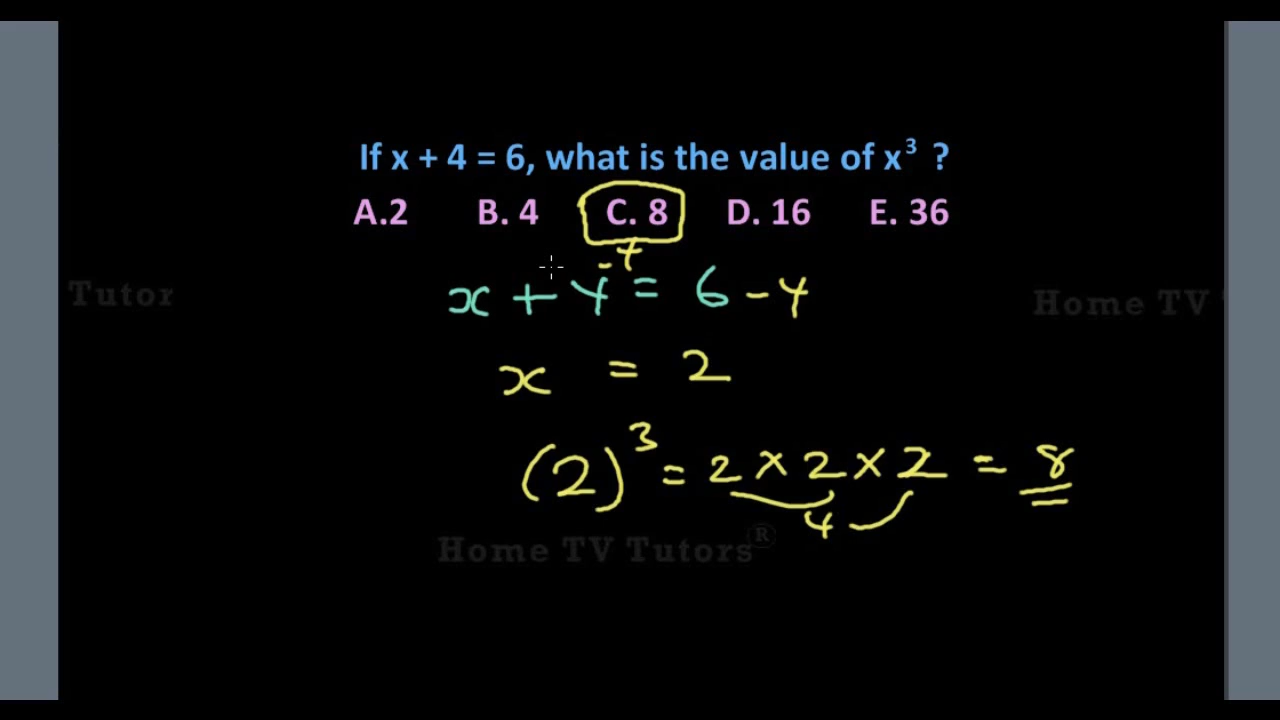 If x + 4 = 6, what is the value of x³ ?
A.2 B. 4 C. 8 D. 16 E. 36
-4
x + 4 = 6 - 4
Tutor
Home TV T
x = 2
(2)³ = 2 × 2 × 2 = 8
4
Home TV Tutors®